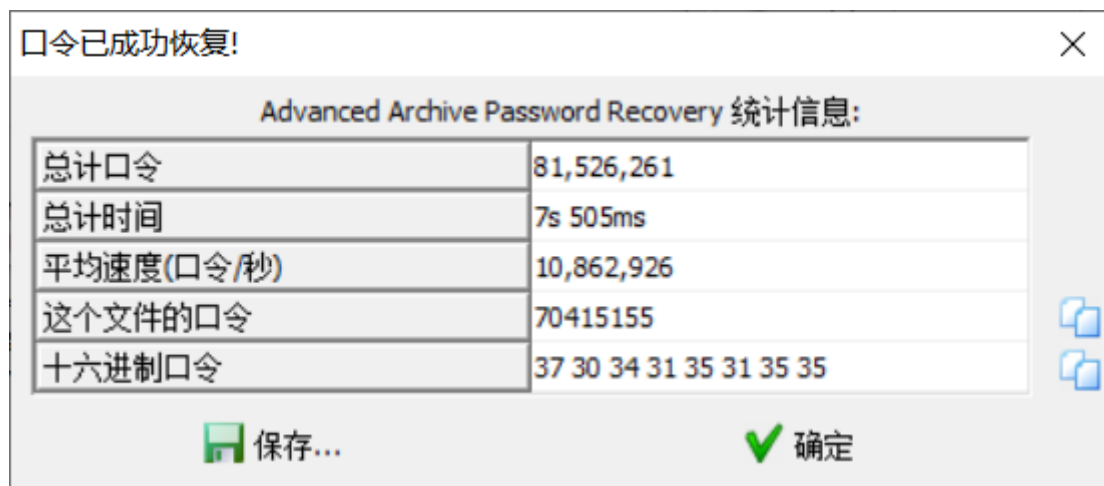 口令已成功恢复!
Advanced Archive Password Recovery 统计信息:
总计口令 81,526,261
总计时间 7s 505ms
平均速度(口令/秒) 10,862,926
这个文件的口令 70415155
十六进制口令 37 30 34 31 35 31 35 35
保存... 确定